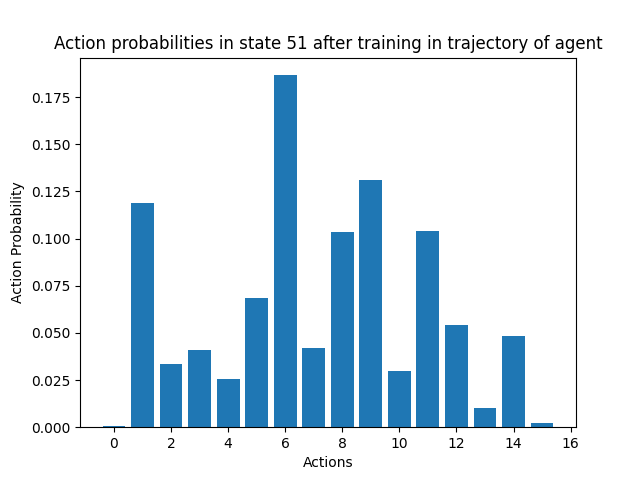 Action probabilities in state 51 after training in trajectory of agent
0.175
0.150
0.125
0.100
0.075
0.050
0.025
0.000
Action Probability
0 2 4 6 8 10 12 14 16
Actions